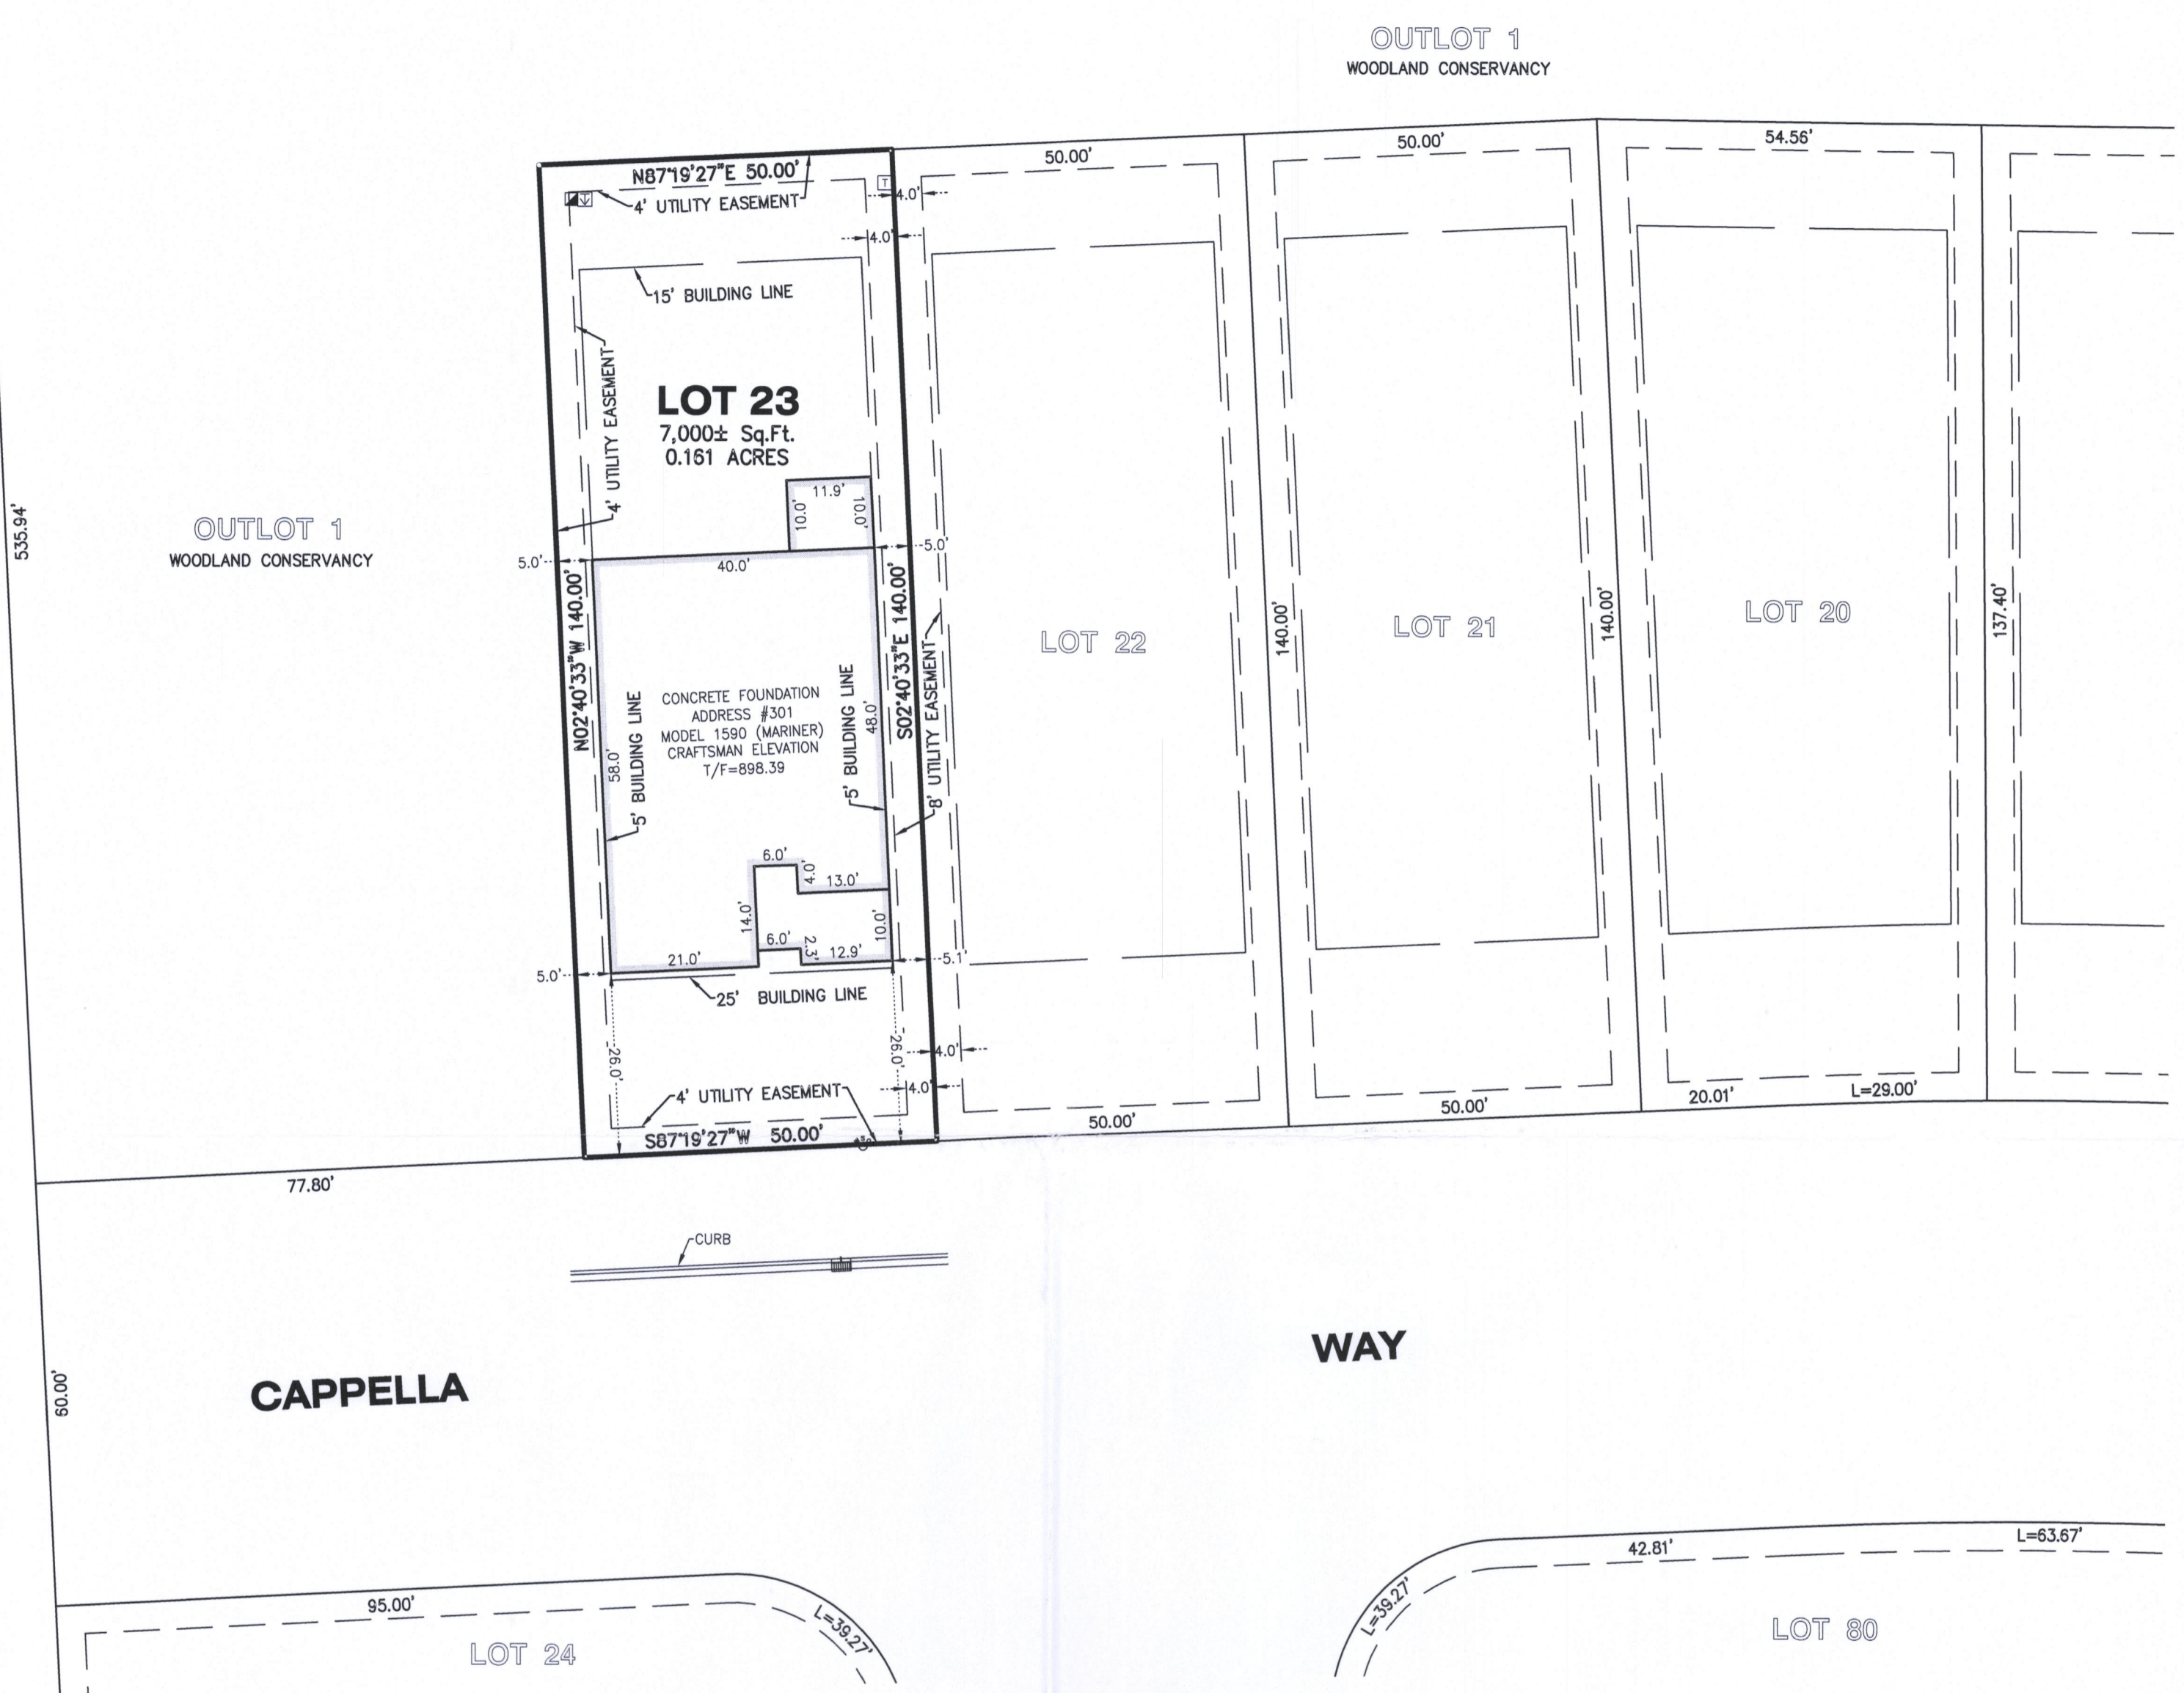 OUTLOT 1
WOODLAND CONSERVANCY
N87°19'27"E 50.00'
4' UTILITY EASEMENT
T
4.0'
4.0'
15' BUILDING LINE
4' UTILITY EASEMENT
LOT 23
7,000± Sq.Ft.
0.161 ACRES
11.9'
10.0'
10.0'
5.0'
5.0'
40.0'
N02°40'33"W 140.00'
S02°40'33"E 140.00'
58.0'
5' BUILDING LINE
CONCRETE FOUNDATION
ADDRESS #301
MODEL 1590 (MARINER)
CRAFTSMAN ELEVATION
T/F=898.39
5' BUILDING LINE
48.0'
8' UTILITY EASEMENT
6.0'
4.0'
13.0'
14.0'
10.0'
6.0'
2.3'
12.9'
21.0'
5.0'
5.1'
25' BUILDING LINE
26.0'
26.0'
4.0'
4.0'
4' UTILITY EASEMENT
S87°19'27"W 50.00'
535.94'
OUTLOT 1
WOODLAND CONSERVANCY
50.00'
50.00'
54.56'
LOT 22
140.00'
LOT 21
140.00'
LOT 20
137.40'
50.00'
50.00'
20.01'
L=29.00'
77.80'
CURB
60.00'
CAPPELLA
WAY
95.00'
L=39.27'
LOT 24
L=39.27'
42.81'
L=63.67'
LOT 80